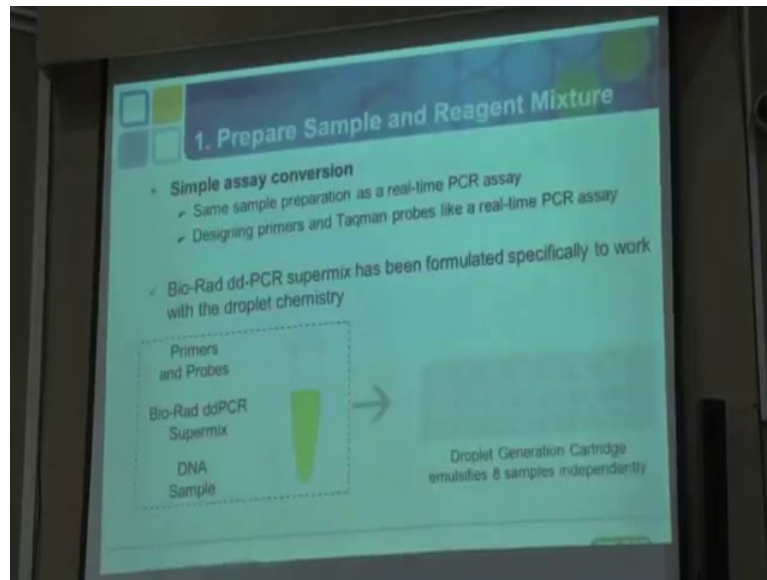 1. Prepare Sample and Reagent Mixture
Simple assay conversion
Same sample preparation as a real-time PCR assay
Designing primers and Taqman probes like a real-time PCR assay
Bio-Rad dd-PCR supermix has been formulated specifically to work
with the droplet chemistry
Primers
and Probes
Bio-Rad ddPCR
Supermix
DNA
Sample
Droplet Generation Cartridge
emulsifies 8 samples independently